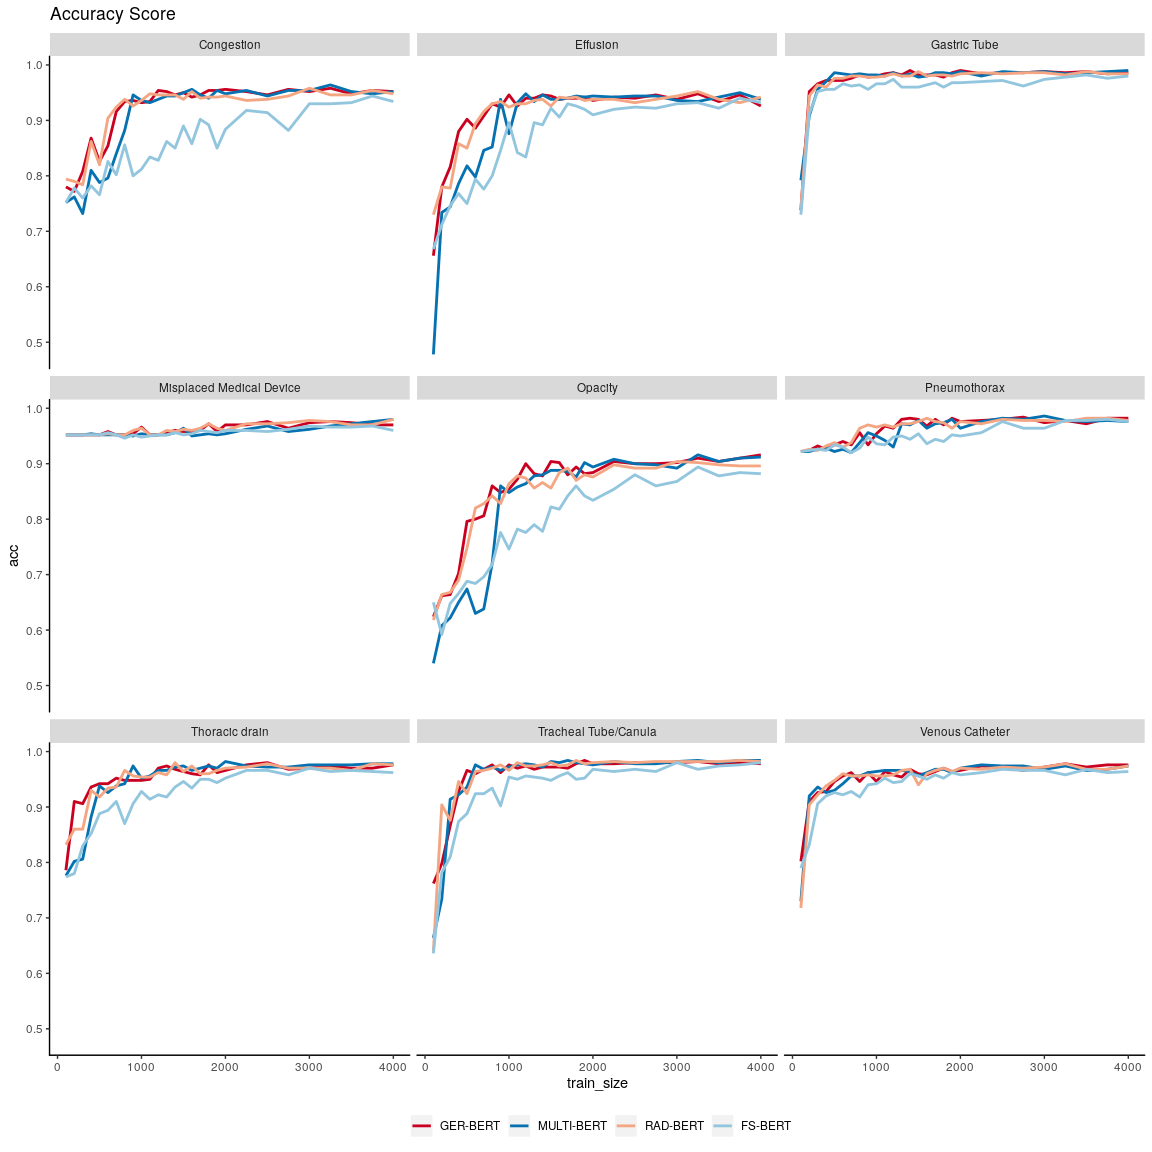 Accuracy Score
Congestion Effusion Gastric Tube
1.0
0.9
0.8
0.7
0.6
0.5
Misplaced Medical Device Opacity Pneumothorax
1.0
0.9
0.8
0.7
0.6
0.5
acc
Thoracic drain Tracheal Tube/Canula Venous Catheter
1.0
0.9
0.8
0.7
0.6
0.5
0 1000 2000 3000 4000 0 1000 2000 3000 4000 0 1000 2000 3000 4000
train_size
GER-BERT MULTI-BERT RAD-BERT FS-BERT